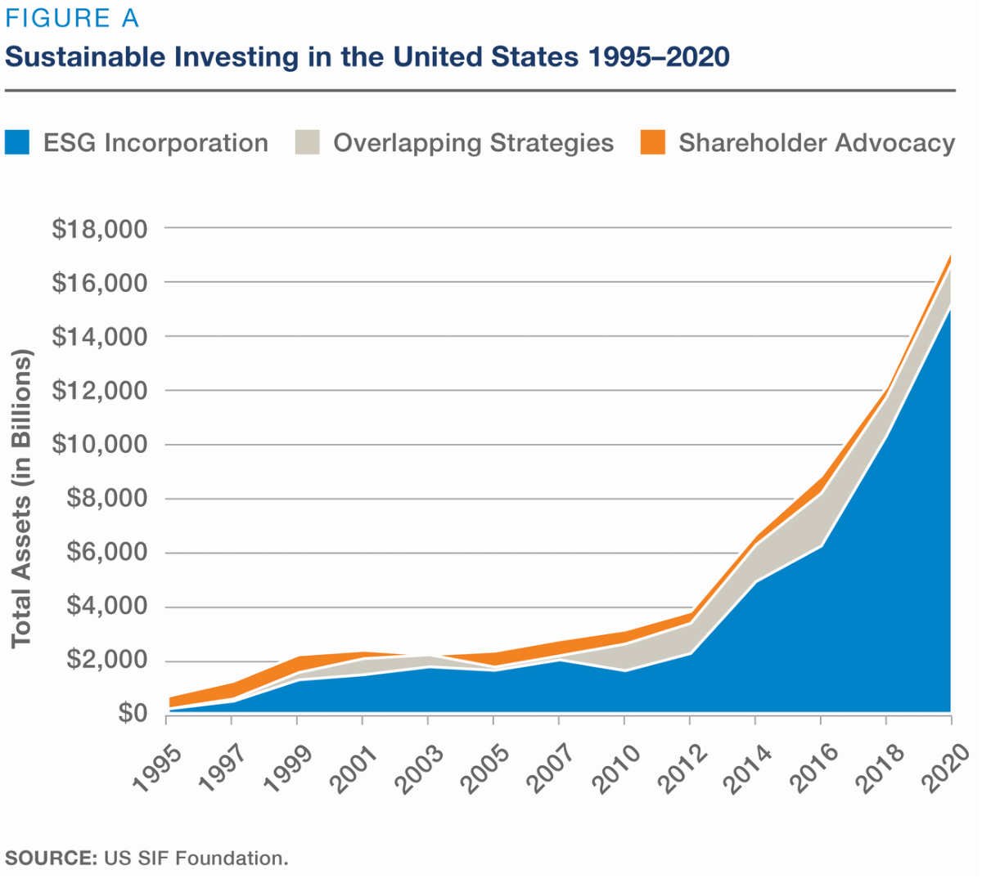 FIGURE A
Sustainable Investing in the United States 1995–2020
ESG Incorporation Overlapping Strategies Shareholder Advocacy
Total Assets (in Billions)
$18,000
$16,000
$14,000
$12,000
$10,000
$8,000
$6,000
$4,000
$2,000
$0
1995 1997 1999 2001 2003 2005 2007 2010 2012 2014 2016 2018 2020
SOURCE: US SIF Foundation.